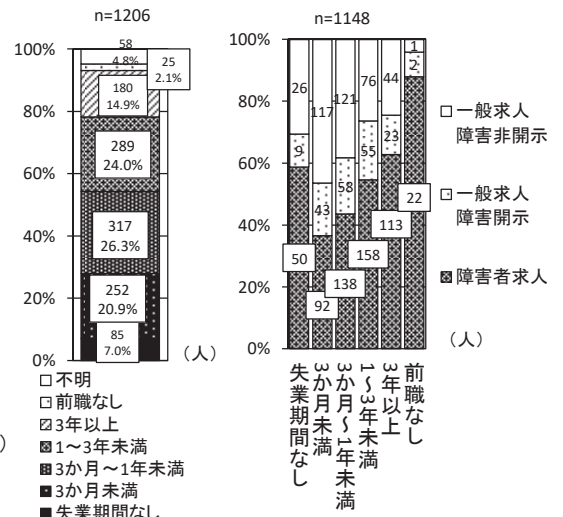 n=1206
100%
80%
60%
40%
20%
0%
58
4.8%
25
2.1%
180
14.9%
289
24.0%
317
26.3%
252
20.9%
85
7.0%
(人)
□不明
□前職なし
□3年以上
■1~3年未満
■3か月~1年未満
■3か月未満
■失業期間なし
)
n=1148
100%
80%
60%
40%
20%
0%
26
117
121
76
44
1
9
43
58
55
23
2
50
92
138
158
113
22
失業期間なし
3か月未満
3か月~1年未満
1~3年未満
3年以上
前職なし
□一般求人
障害非開示
□一般求人
障害開示
■障害者求人
(人)